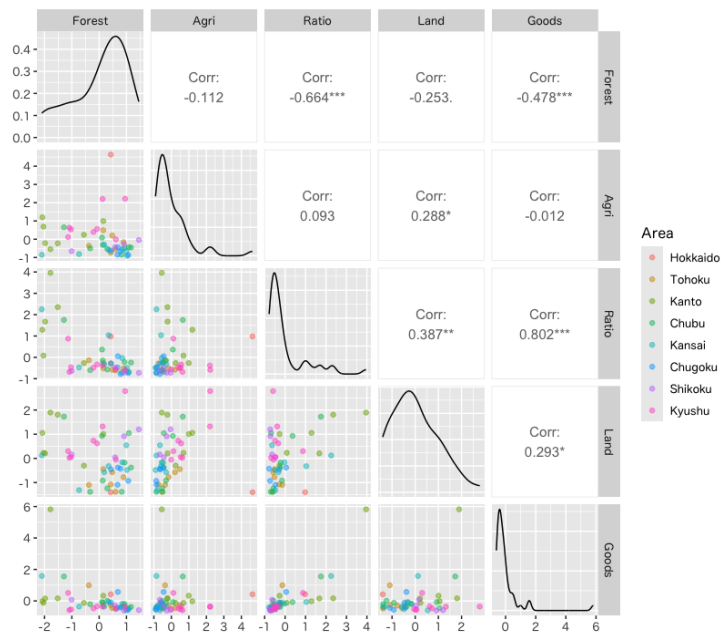 Forest Agri Ratio Land Goods
0.4
0.3
0.2
0.1
0.0
Corr:
-0.112
Corr:
-0.664***
Corr:
-0.253.
Corr:
-0.478***
Forest
4
3
2
1
0
-1
Corr:
0.093
Corr:
0.288*
Corr:
-0.012
Agri
4
3
2
1
0
-1
Corr:
0.387**
Corr:
0.802***
Ratio
2
1
0
-1
Corr:
0.293*
Land
6
4
2
0
Goods
-2 -1 0 1 -1 0 1 2 3 4 -1 0 1 2 3 4 -1 0 1 2 0 2 4 6
Area
Hokkaido
Tohoku
Kanto
Chubu
Kansai
Chugoku
Shikoku
Kyushu